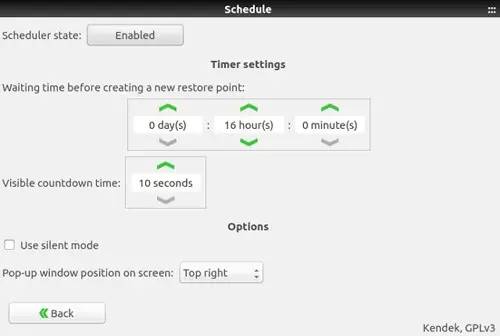 Schedule
Scheduler state: Enabled
Timer settings
Waiting time before creating a new restore point:
0 day(s) : 16 hour(s) : 0 minute(s)
Visible countdown time: 10 seconds
Options
Use silent mode
Pop-up window position on screen: Top right
Back
Kendek, GPLv3